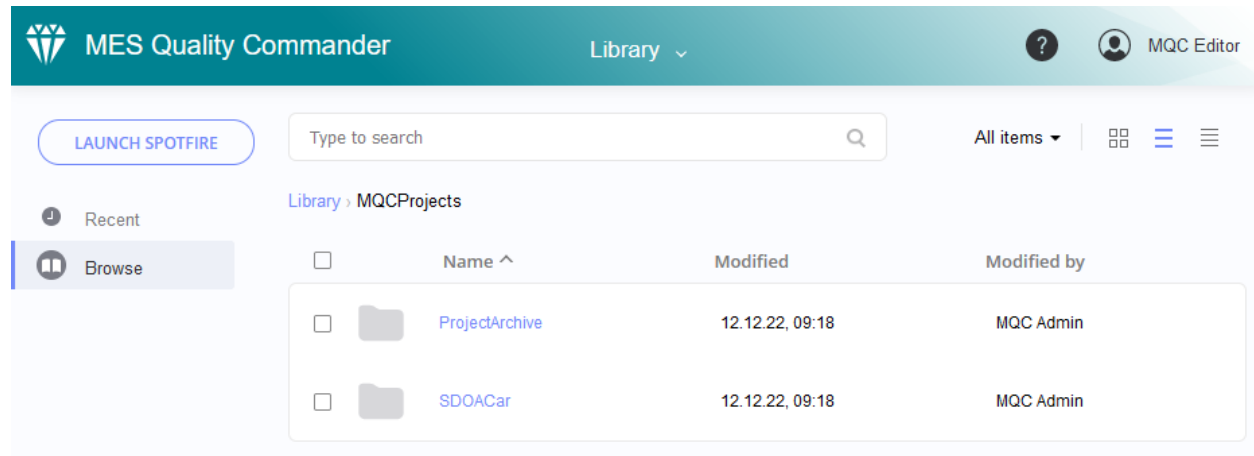 MES Quality Commander Library ? MQC Editor
LAUNCH SPOTFIRE Type to search All items
Library › MQCProjects
Recent
Browse Name Modified Modified by
ProjectArchive 12.12.22, 09:18 MQC Admin
SDOACar 12.12.22, 09:18 MQC Admin